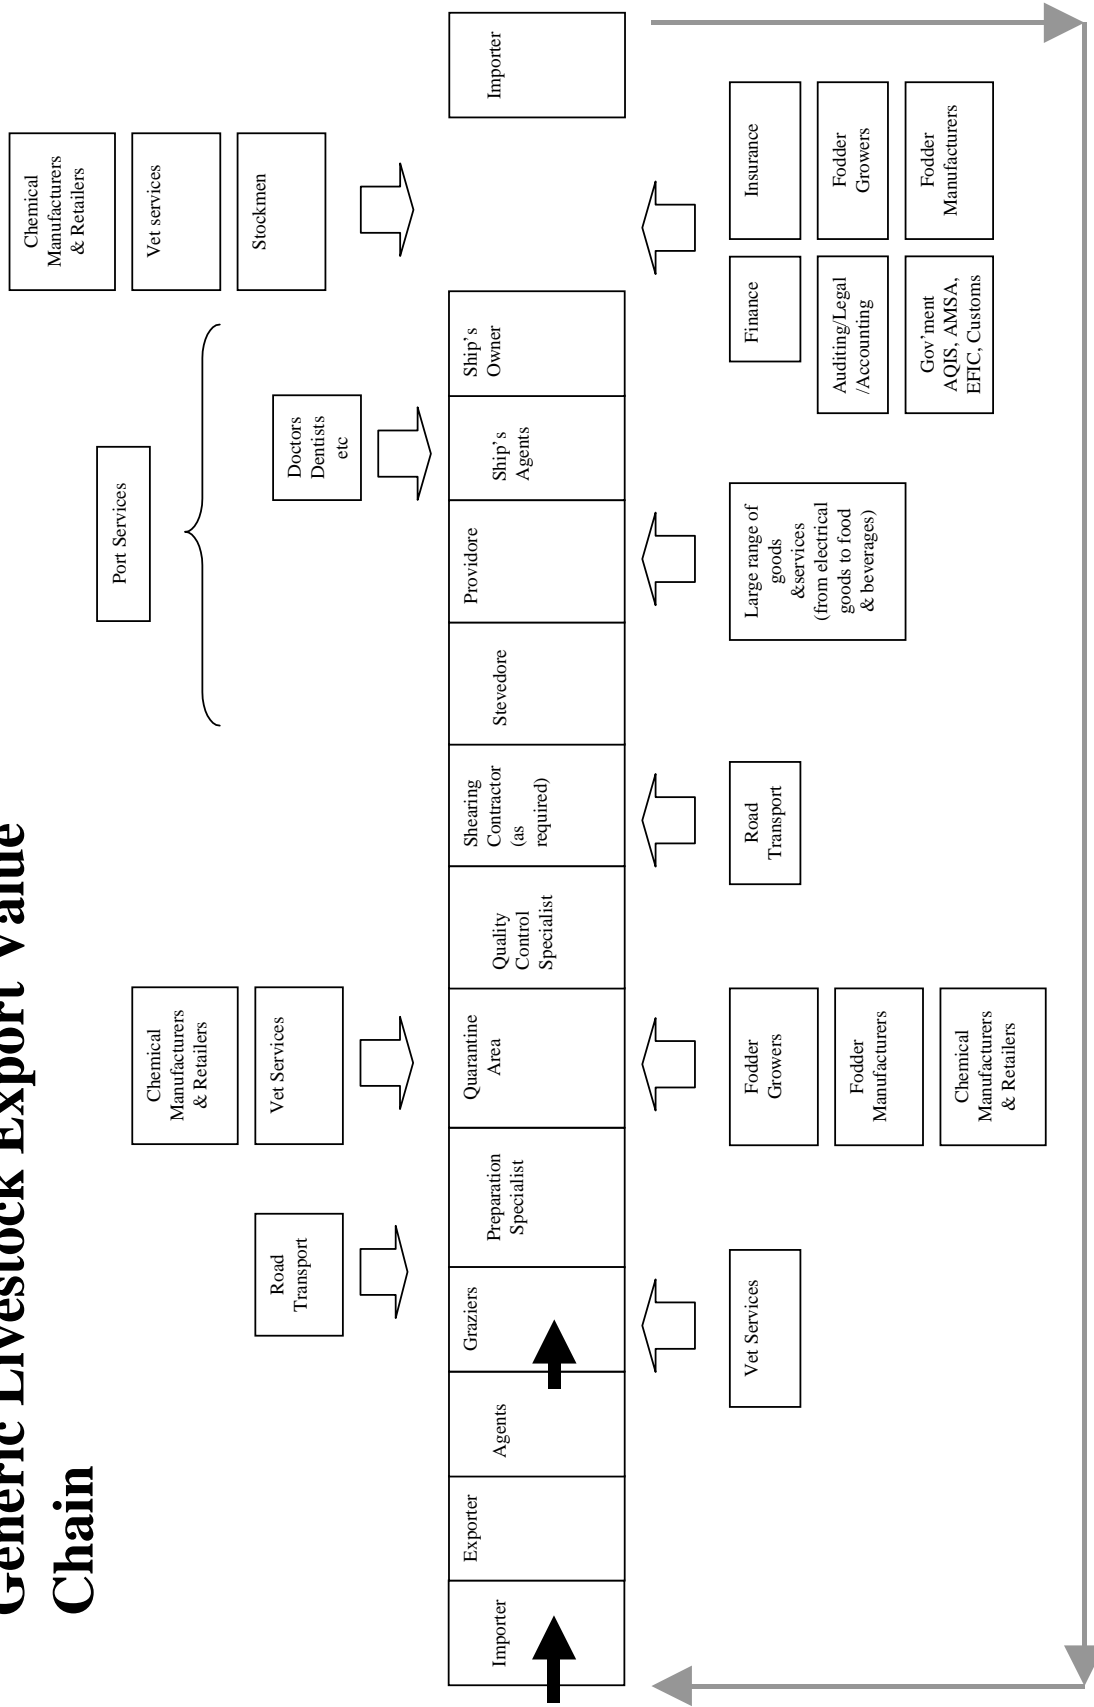 Generic Livestock Export Value
Chain
Port Services
Chemical
Manufacturers
& Retailers
Vet services
Stockmen
Chemical
Manufacturers
& Retailers
Vet Services
Road
Transport
Doctors
Dentists
etc
Importer
Exporter
Agents
Graziers
Preparation
Specialist
Quarantine
Area
Quality
Control
Specialist
Shearing
Contractor
(as
required)
Stevedore
Providore
Ship's
Agents
Ship's
Owner
Importer
Vet Services
Fodder
Growers
Fodder
Manufacturers
Chemical
Manufacturers
& Retailers
Road
Transport
Large range of
goods
&services
(from electrical
goods to food
& beverages)
Finance
Insurance
Auditing/Legal
/Accounting
Fodder
Growers
Gov'ment
AQIS, AMSA,
EFIC, Customs
Fodder
Manufacturers